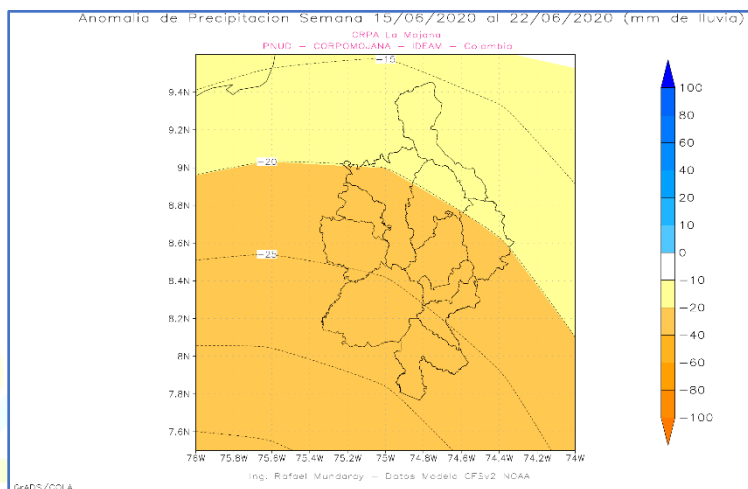 Anomalia de Precipitacion Semana 15/06/2020 al 22/06/2020 (mm de lluvia)
CRPA La Mojana
PNUD - CORPOMOJANA - IDEAM - Colombia
-15
-20
-25
9.4N
9.2N
9N
8.8N
8.6N
8.4N
8.2N
8N
7.8N
7.6N
76W 75.8W 75.6W 75.4W 75.2W 75W 74.8W 74.6W 74.4W 74.2W 74W
100
80
60
40
20
0
-10
-20
-40
-60
-80
-100
Ing. Rafael Mundaray - Datos Modelo CFSv2 NOAA
GrADS/COLA